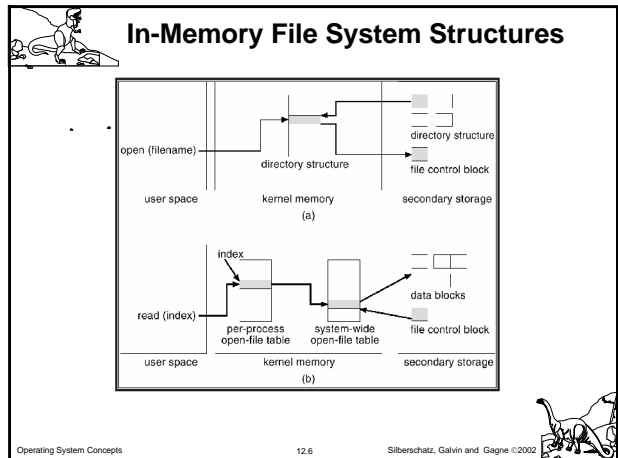 In-Memory File System Structures
directory structure
open (filename)
directory structure
file control block
user space
kernel memory
secondary storage
(a)
index
data blocks
read (index)
per-process
open-file table
system-wide
open-file table
file control block
user space
kernel memory
secondary storage
(b)
Operating System Concepts
12.6
Silberschatz, Galvin and Gagne ©2002